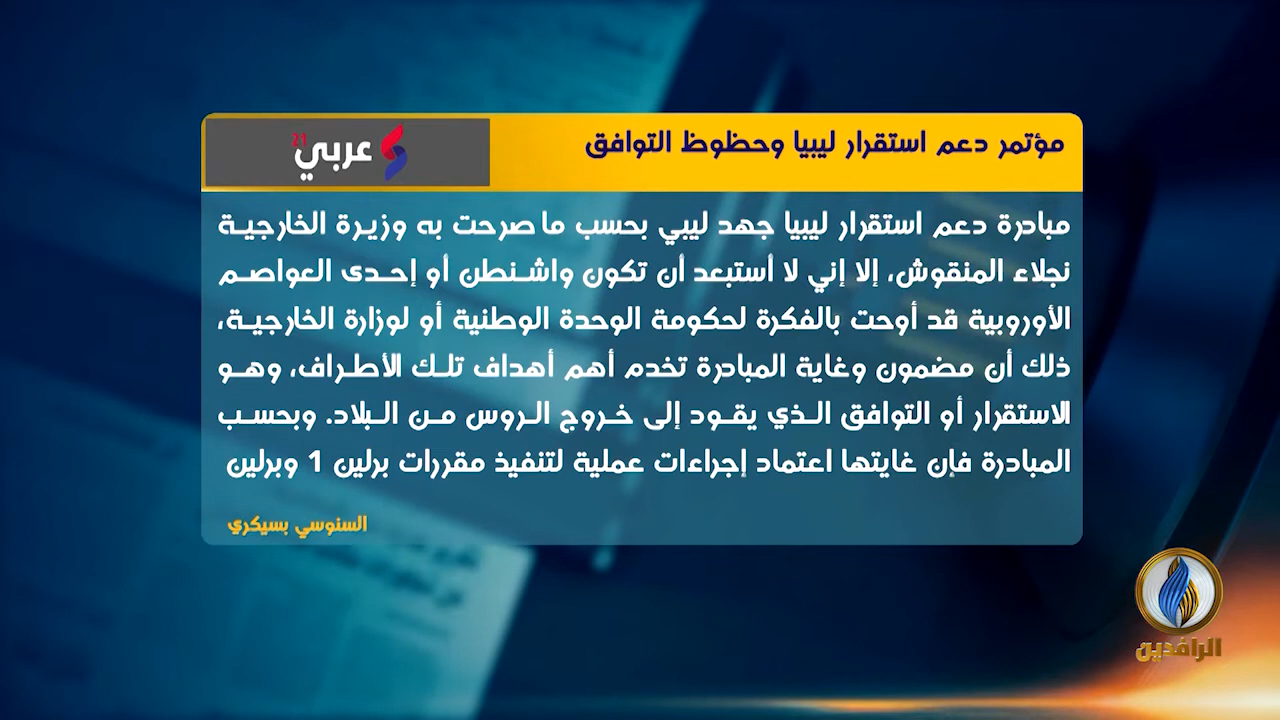 مؤتمر دعم استقرار ليبيا وحظوظ التوافق
عربي 21
مبادرة دعم استقرار ليبيا جهد ليبي بحسب ما صرحت به وزيرة الخارجية
نجلاء المنقوش، إلا إني لا أستبعد أن تكون واشنطن أو إحدى العواصم
الأوروبية قد أوحت بالفكرة لحكومة الوحدة الوطنية أو لوزارة الخارجية،
ذلك أن مضمون وغاية المبادرة تخدم أهم أهداف تلك الأطراف، وهو
الاستقرار أو التوافق الذي يقود إلى خروج الروس من البلاد. وبحسب
المبادرة فإن غايتها اعتماد إجراءات عملية لتنفيذ مقررات برلين 1 وبرلين
السنوسي بسيكري
الرافدين